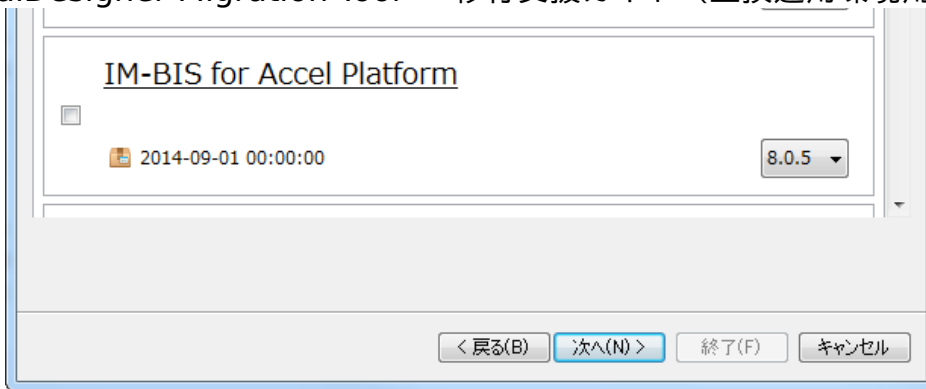 Migration
IM-BIS for Accel Platform
2014-09-01 00:00:00 8.0.5
< 戻る(B) 次へ(N) > 終了(F) キャンセル